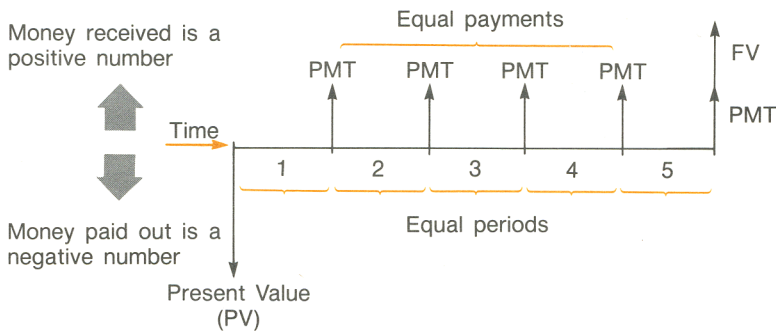 Equal payments
Money received is a
positive number
FV
PMT PMT PMT PMT
PMT
Time
1 2 3 4 5
Money paid out is a
negative number
Equal periods
Present Value
(PV)